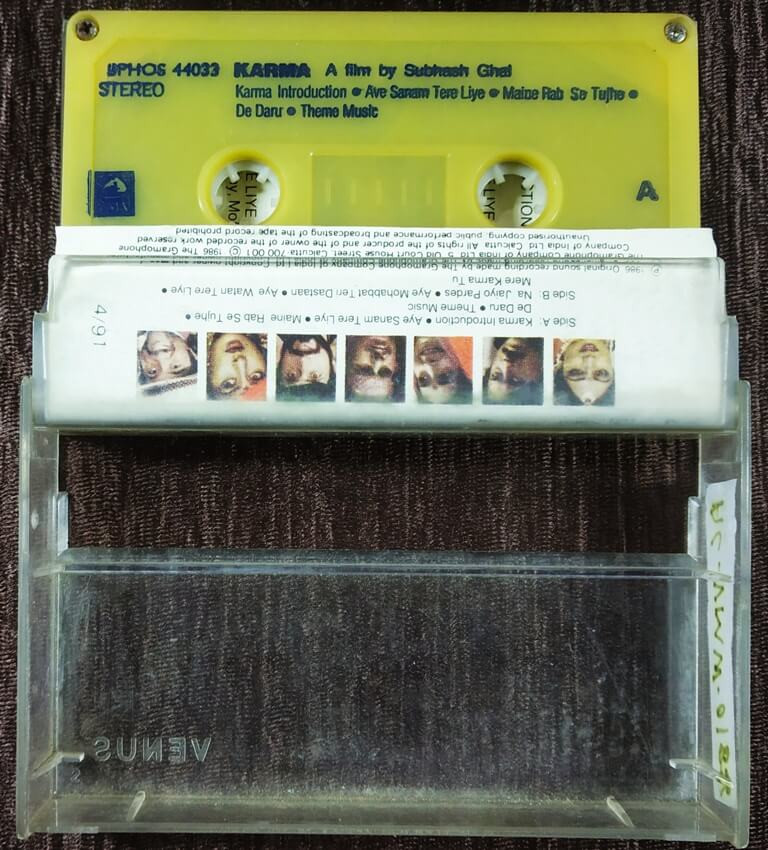 SPHOS 44033 KARMA A film by Subhash Ghai
STEREO
Karma Introduction • Aye Sanam Tere Liye • Maine Rab Se Tujhe •
De Daru • Theme Music
A
Side A: Karma Introduction • Aye Sanam Tere Liye • Maine Rab Se Tujhe •
De Daru • Theme Music
Side B: Na Jaiyo Pardes • Aye Mohabbat Teri Dastaan • Aye Watan Tere Liye •
Mere Karma Tu
Ⓟ 1986 Original sound recording made by The Gramophone Company of India Ltd
The Gramophone Company of India Ltd 5, Old Court House Street, Calcutta 700 001 Ⓒ 1986 The Gramophone
Company of India Ltd Calcutta All rights of the producer and of the owner of the recorded work reserved
Unauthorised copying, public performance and broadcasting of the tape record prohibited
4/91
VENUS